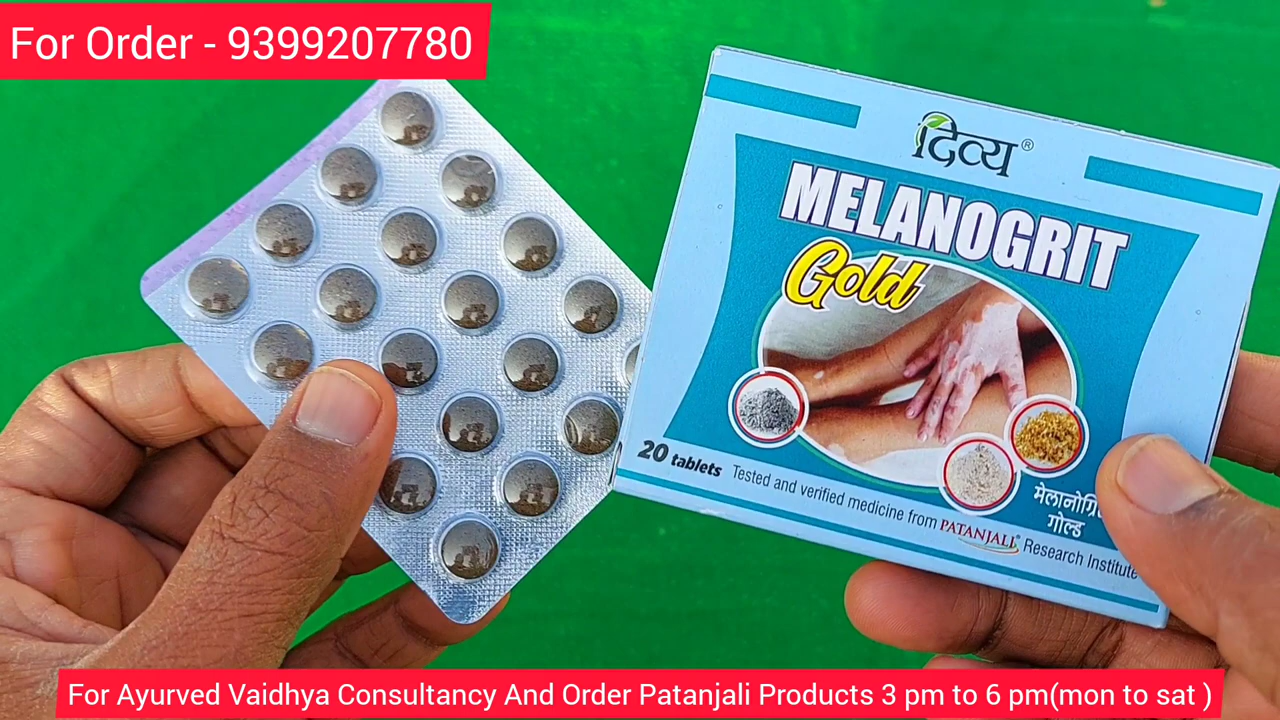 For Order - 9399207780
दिव्य®
MELANOGRIT
Gold
20 tablets Tested and verified medicine from PATANJALI® Research Institute
गोल्ड
For Ayurved Vaidhya Consultancy And Order Patanjali Products 3 pm to 6 pm(mon to sat )